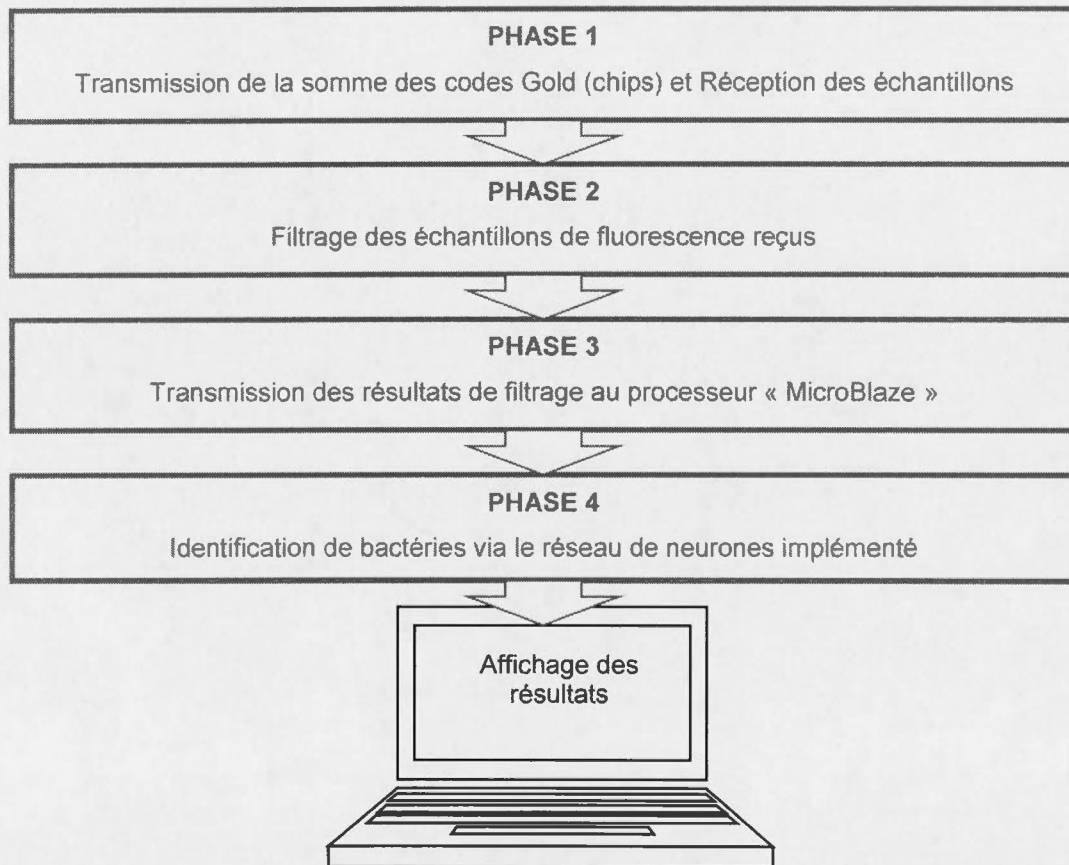 PHASE 1
Transmission de la somme des codes Gold (chips) et Réception des échantillons
PHASE 2
Filtrage des échantillons de fluorescence reçus
PHASE 3
Transmission des résultats de filtrage au processeur « MicroBlaze »
PHASE 4
Identification de bactéries via le réseau de neurones implémenté
Affichage des
résultats